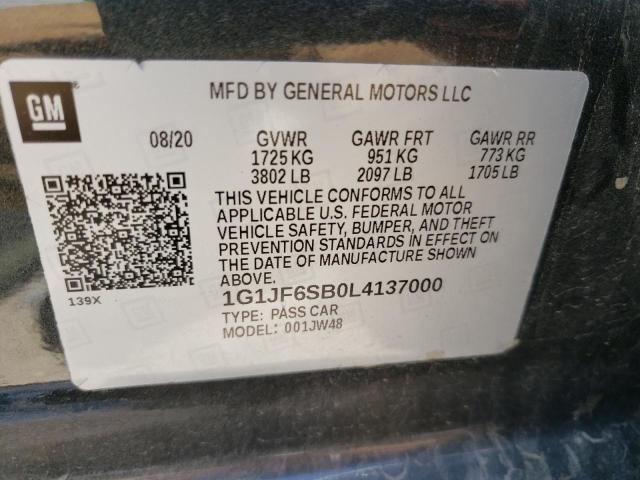 GM
MFD BY GENERAL MOTORS LLC
08/20 GVWR GAWR FRT GAWR RR
1725 KG 951 KG 773 KG
3802 LB 2097 LB 1705 LB
THIS VEHICLE CONFORMS TO ALL
APPLICABLE U.S. FEDERAL MOTOR
VEHICLE SAFETY, BUMPER, AND THEFT
PREVENTION STANDARDS IN EFFECT ON
THE DATE OF MANUFACTURE SHOWN
ABOVE.
139X
1G1JF6SB0L4137000
TYPE: PASS CAR
MODEL: 001JW48